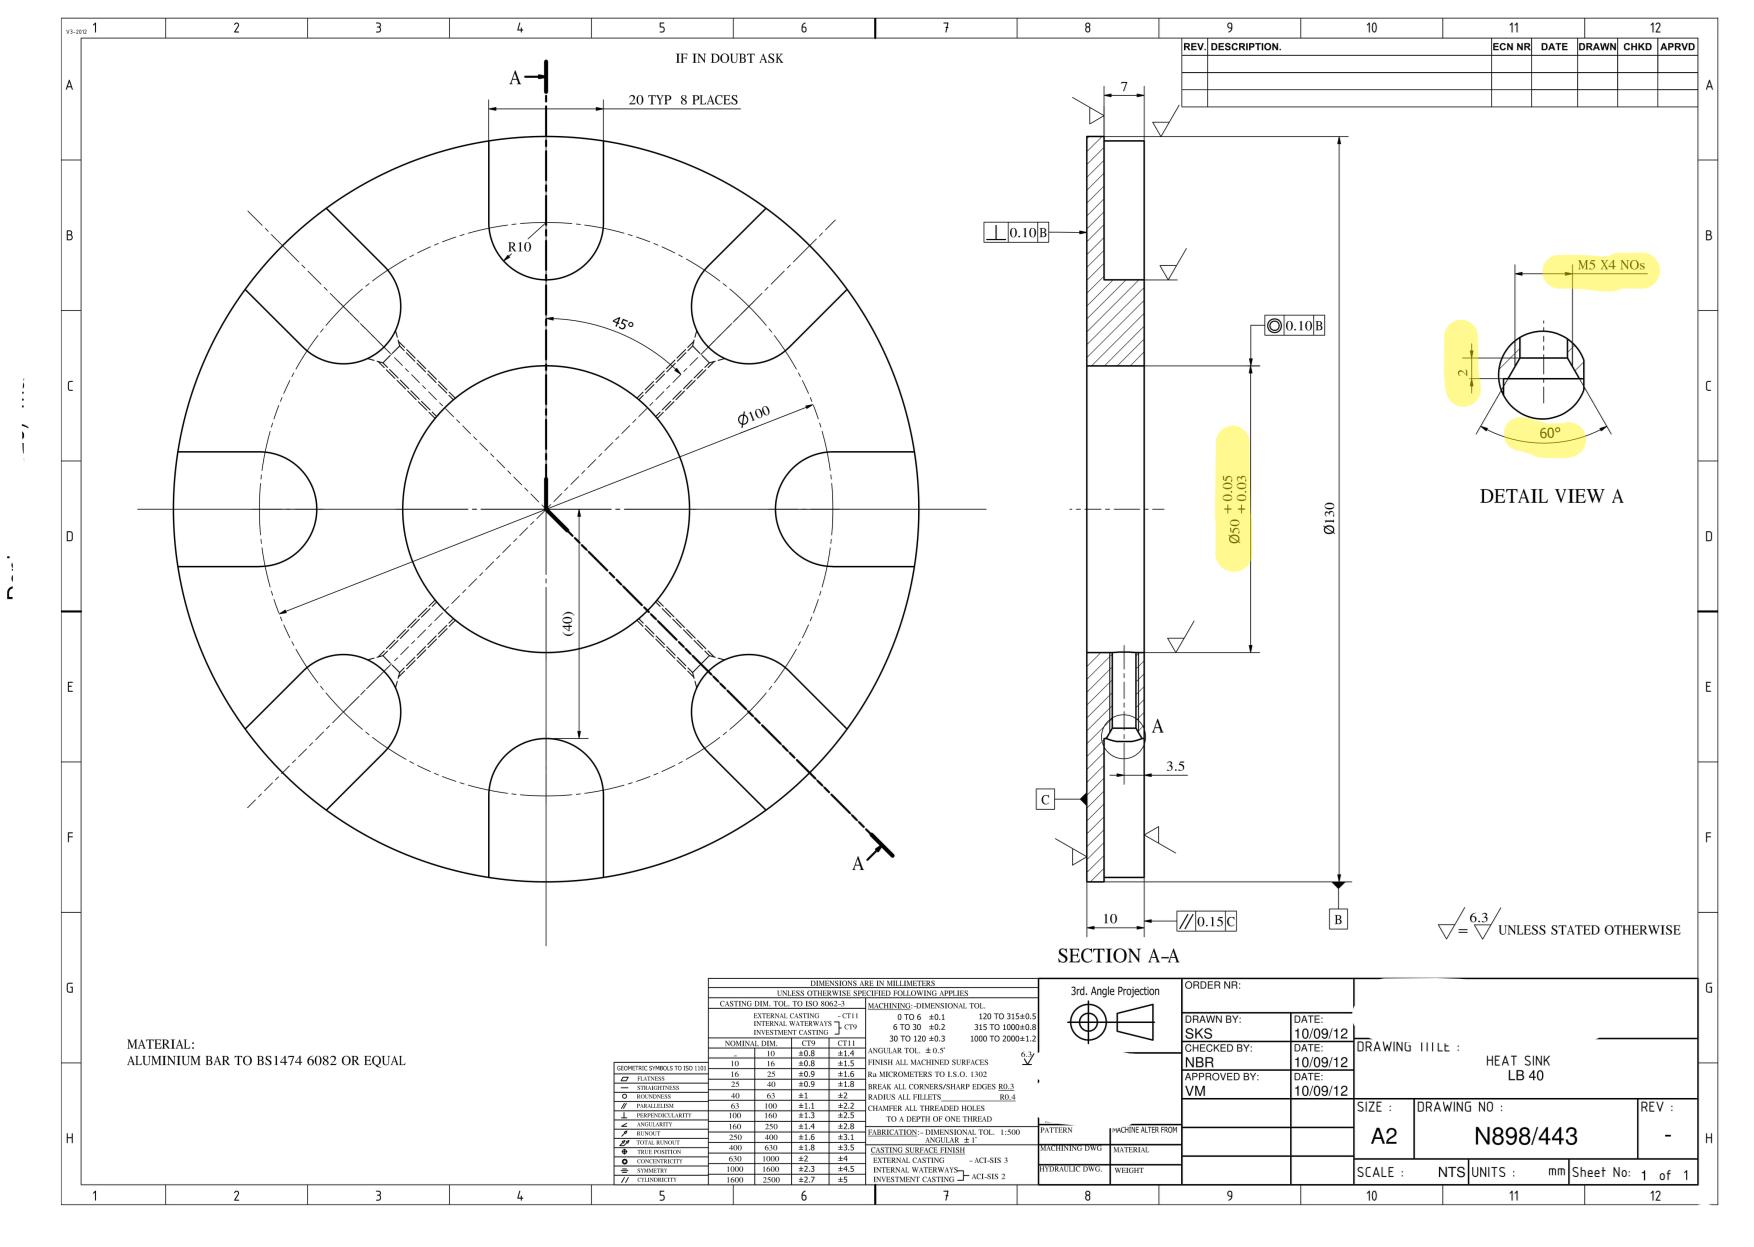 V3-2012
1 2 3 4 5 6 7 8 9 10 11 12
A
B
C
D
E
F
G
H
IF IN DOUBT ASK
A
20 TYP 8 PLACES
R10
45°
Ø100
(40)
A
7
⊥ 0.10 B
◎ 0.10 B
Ø50 + 0.05
+ 0.03
Ø130
A
3.5
C
10
// 0.15 C
B
SECTION A-A
REV. DESCRIPTION. ECN NR DATE DRAWN CHKD APRVD
M5 X4 NOs
2
60°
DETAIL VIEW A
= 6.3 UNLESS STATED OTHERWISE
MATERIAL:
ALUMINIUM BAR TO BS1474 6082 OR EQUAL
GEOMETRIC SYMBOLS TO ISO 1101
FLATNESS
STRAIGHTNESS
ROUNDNESS
PARALLELISM
PERPENDICULARITY
ANGULARITY
RUNOUT
TOTAL RUNOUT
TRUE POSITION
CONCENTRICITY
SYMMETRY
CYLINDRICITY
DIMENSIONS ARE IN MILLIMETERS
UNLESS OTHERWISE SPECIFIED FOLLOWING APPLIES
CASTING DIM. TOL. TO ISO 8062-3
EXTERNAL CASTING - CT11
INTERNAL WATERWAYS
INVESTMENT CASTING - CT9
NOMINAL DIM. CT9 CT11
- 10 ±0.8 ±1.4
10 16 ±0.8 ±1.5
16 25 ±0.9 ±1.6
25 40 ±0.9 ±1.8
40 63 ±1 ±2
63 100 ±1.1 ±2.2
100 160 ±1.3 ±2.5
160 250 ±1.4 ±2.8
250 400 ±1.6 ±3.1
400 630 ±1.8 ±3.5
630 1000 ±2 ±4
1000 1600 ±2.3 ±4.5
1600 2500 ±2.7 ±5
MACHINING:-DIMENSIONAL TOL.
0 TO 6 ±0.1 120 TO 315±0.5
6 TO 30 ±0.2 315 TO 1000±0.8
30 TO 120 ±0.3 1000 TO 2000±1.2
ANGULAR TOL. ±0.5°
FINISH ALL MACHINED SURFACES 6.3
Ra MICROMETERS TO I.S.O. 1302
BREAK ALL CORNERS/SHARP EDGES R0.3
RADIUS ALL FILLETS R0.4
CHAMFER ALL THREADED HOLES
TO A DEPTH OF ONE THREAD
FABRICATION:- DIMENSIONAL TOL. 1:500
ANGULAR ±1°
CASTING SURFACE FINISH
EXTERNAL CASTING - ACI-SIS 3
INTERNAL WATERWAYS
INVESTMENT CASTING - ACI-SIS 2
3rd. Angle Projection
PATTERN MACHINE ALTER FROM
MACHINING DWG MATERIAL
HYDRAULIC DWG. WEIGHT
ORDER NR:
DRAWN BY: DATE:
SKS 10/09/12
CHECKED BY: DATE:
NBR 10/09/12
APPROVED BY: DATE:
VM 10/09/12
DRAWING TITLE :
HEAT SINK
LB 40
SIZE : DRAWING NO : REV :
A2 N898/443 -
SCALE : NTS UNITS : mm Sheet No: 1 of 1
A
B
C
D
E
F
G
H
1 2 3 4 5 6 7 8 9 10 11 12